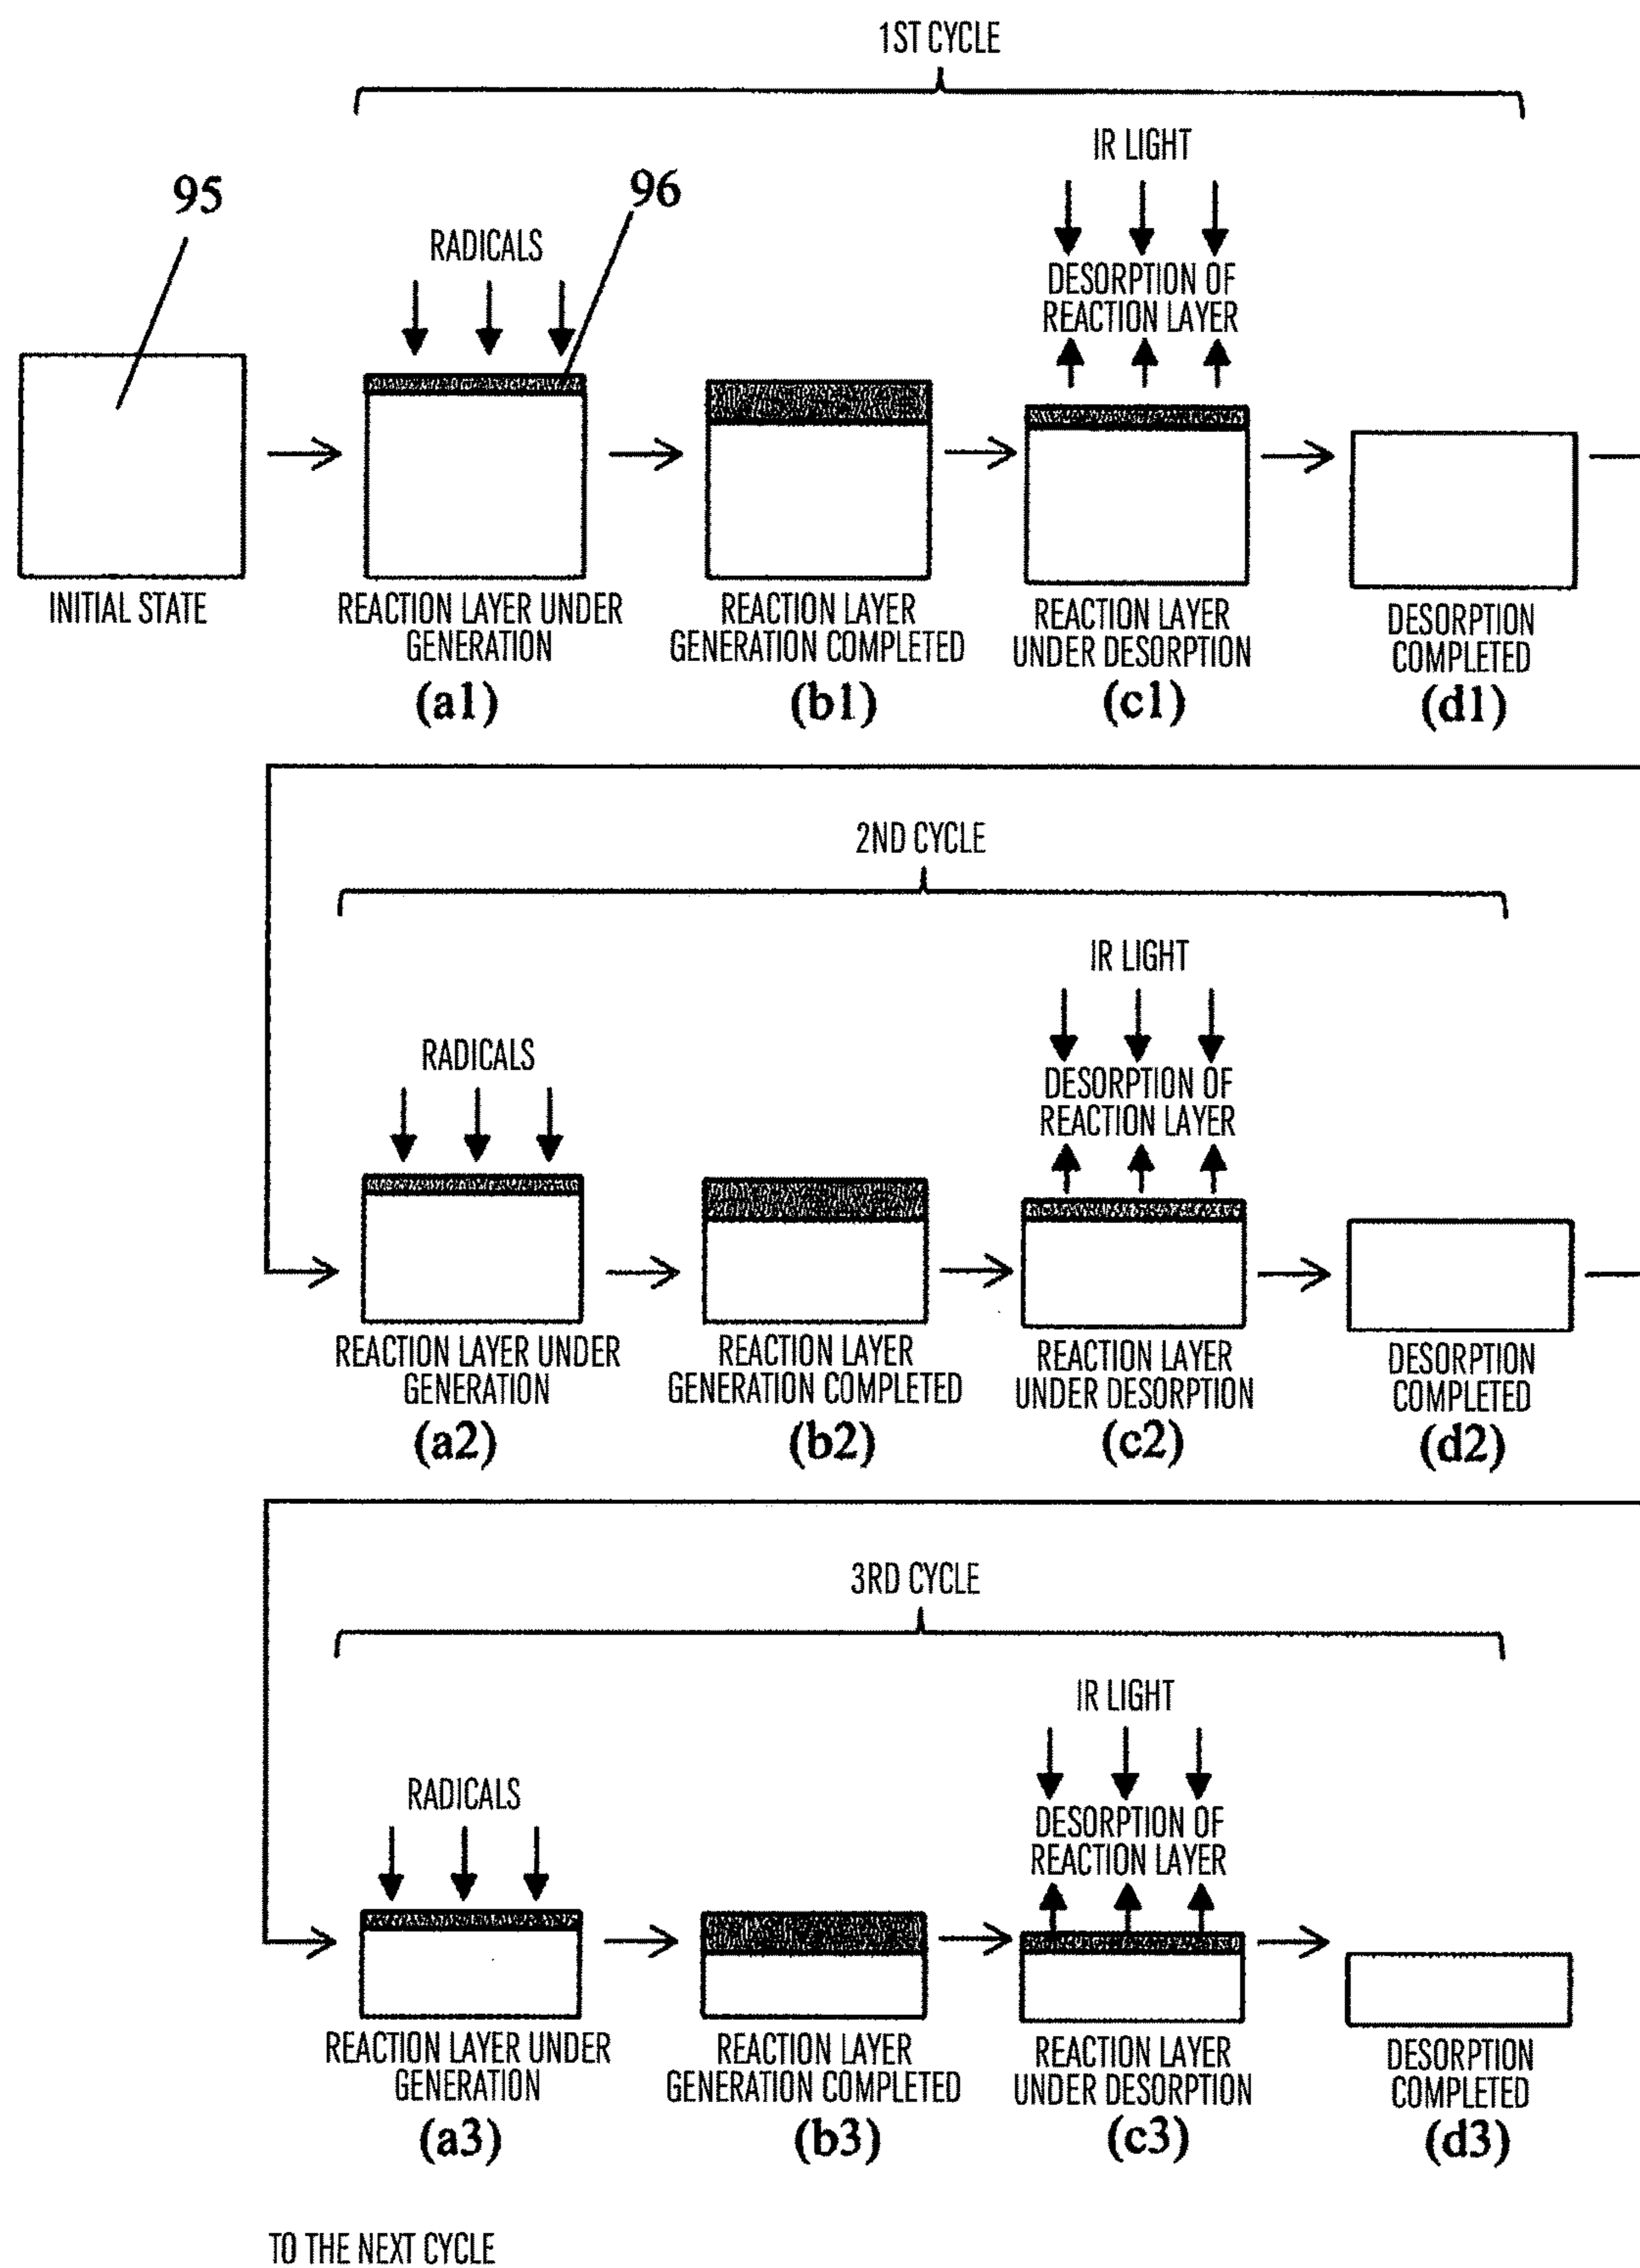 1ST CYCLE
IR LIGHT
95
96
RADICALS
DESORPTION OF
REACTION LAYER
INITIAL STATE
REACTION LAYER UNDER
GENERATION
(a1)
REACTION LAYER
GENERATION COMPLETED
(b1)
REACTION LAYER
UNDER DESORPTION
(c1)
DESORPTION
COMPLETED
(d1)
2ND CYCLE
IR LIGHT
RADICALS
DESORPTION OF
REACTION LAYER
REACTION LAYER UNDER
GENERATION
(a2)
REACTION LAYER
GENERATION COMPLETED
(b2)
REACTION LAYER
UNDER DESORPTION
(c2)
DESORPTION
COMPLETED
(d2)
3RD CYCLE
IR LIGHT
RADICALS
DESORPTION OF
REACTION LAYER
REACTION LAYER UNDER
GENERATION
(a3)
REACTION LAYER
GENERATION COMPLETED
(b3)
REACTION LAYER
UNDER DESORPTION
(c3)
DESORPTION
COMPLETED
(d3)
TO THE NEXT CYCLE